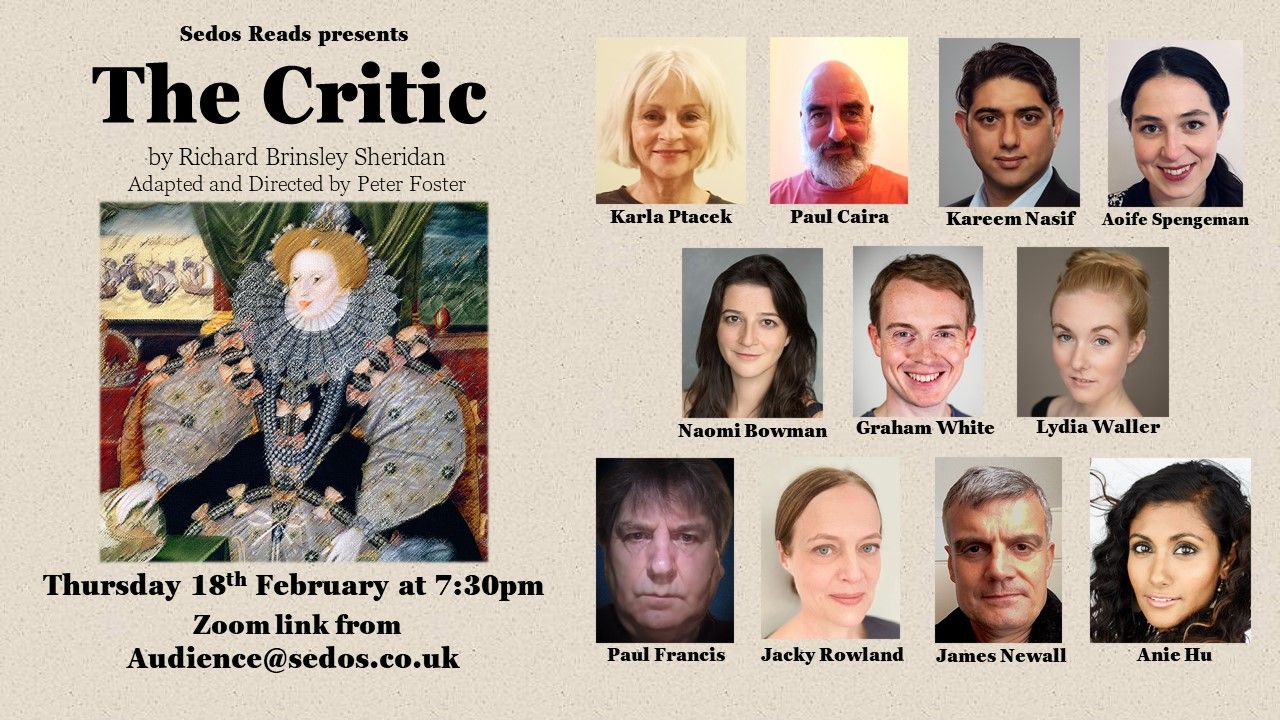 Sedos Reads presents
The Critic
by Richard Brinsley Sheridan
Adapted and Directed by Peter Foster
Thursday 18th February at 7:30pm
Zoom link from
Audience@sedos.co.uk
Karla Ptacek
Paul Caira
Kareem Nasif
Aoife Spengeman
Naomi Bowman
Graham White
Lydia Waller
Paul Francis
Jacky Rowland
James Newall
Anie Hu